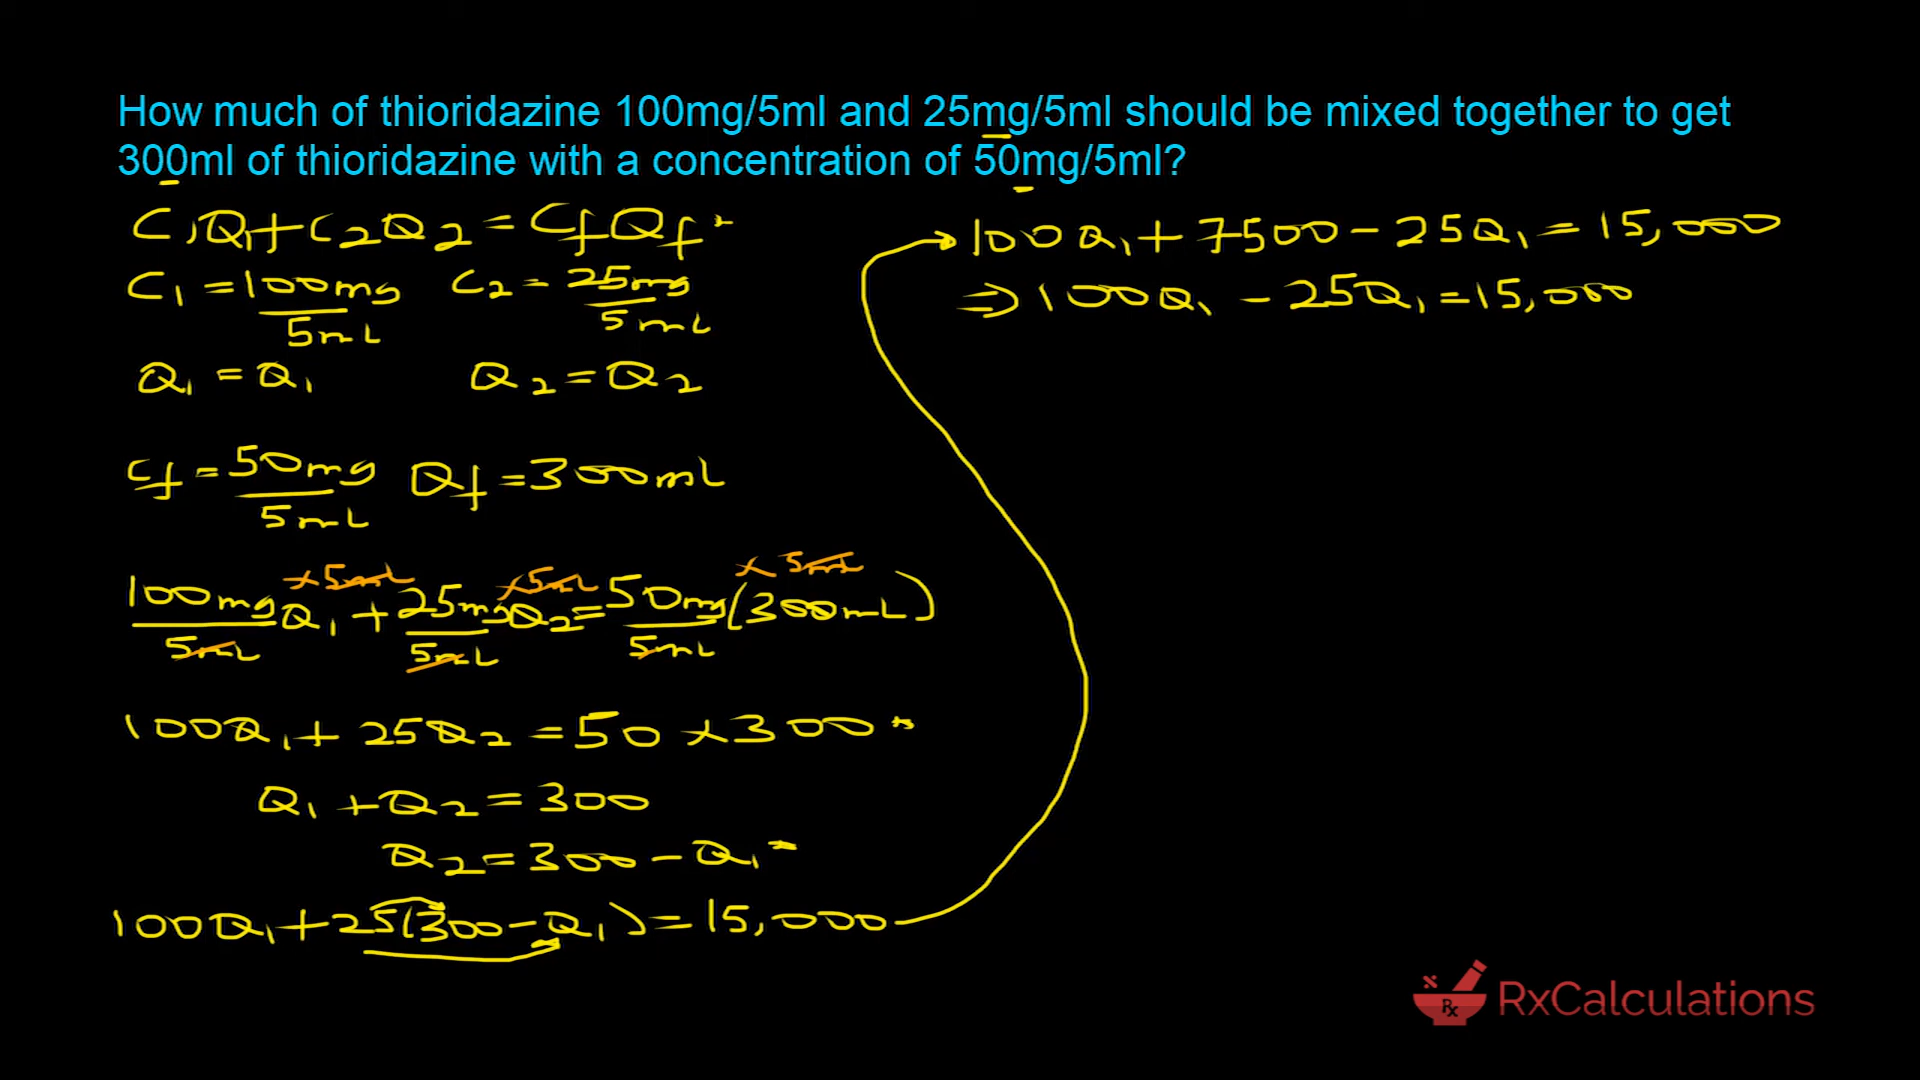 How much of thioridazine 100mg/5ml and 25mg/5ml should be mixed together to get
300ml of thioridazine with a concentration of 50mg/5ml?
C₁Q₁+C₂Q₂=CfQf
C₁=100mg/5mL C₂=25mg/5mL
Q₁=Q₁ Q₂=Q₂
Cf=50mg/5mL Qf=300mL
×5mL ×5mL ×5mL
100mg/5mL Q₁+25mg/5mL Q₂=50mg/5mL(300mL)
100Q₁+25Q₂=50×300
Q₁+Q₂=300
Q₂=300-Q₁
100Q₁+25(300-Q₁)=15,000
100Q₁+7500-25Q₁=15,000
⇒100Q₁-25Q₁=15,000
Rx RxCalculations